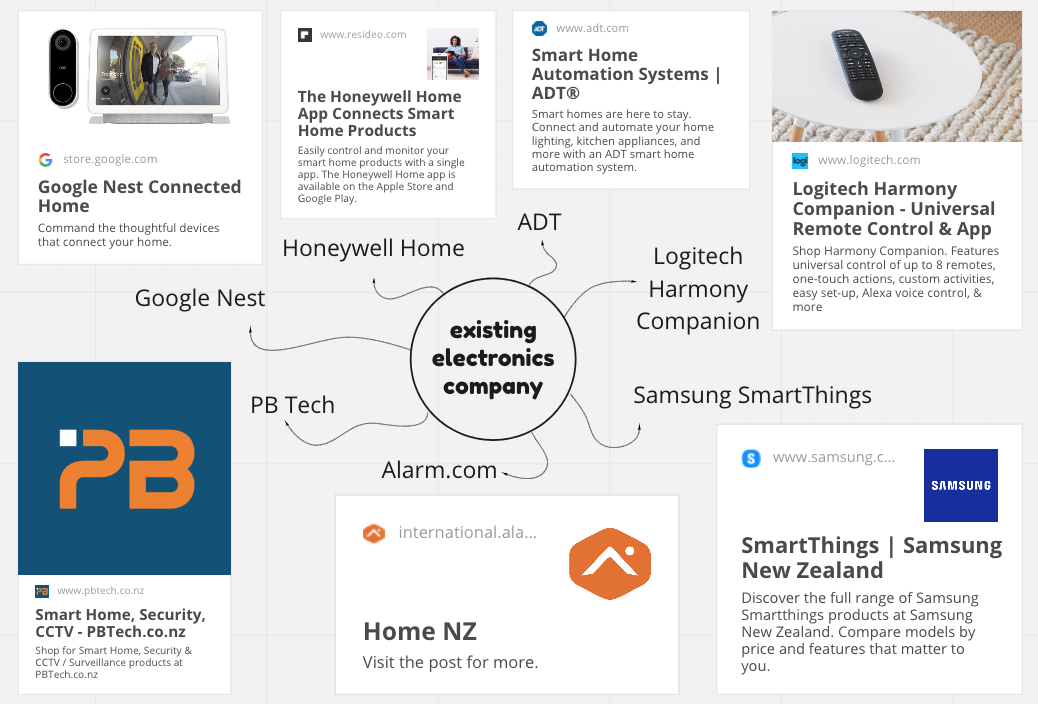 store.google.com
Google Nest Connected
Home
Command the thoughtful devices
that connect your home.
www.resideo.com
The Honeywell Home
App Connects Smart
Home Products
Easily control and monitor your
smart home products with a single
app. The Honeywell Home app is
available on the Apple Store and
Google Play.
ADT
www.adt.com
Smart Home
Automation Systems |
ADT®
Smart homes are here to stay.
Connect and automate your home
lighting, kitchen appliances, and
more with an ADT smart home
automation system.
logi
www.logitech.com
Logitech Harmony
Companion - Universal
Remote Control & App
Shop Harmony Companion. Features
universal control of up to 8 remotes,
one-touch actions, custom activities,
easy set-up, Alexa voice control, &
more
ADT
Honeywell Home
Logitech
Harmony
Companion
Google Nest
existing
electronics
company
PB Tech
Samsung SmartThings
Alarm.com
PB
www.pbtech.co.nz
Smart Home, Security,
CCTV - PBTech.co.nz
Shop for Smart Home, Security &
CCTV / Surveillance products at
PBTech.co.nz
international.ala...
Home NZ
Visit the post for more.
S
www.samsung.c...
SAMSUNG
SmartThings | Samsung
New Zealand
Discover the full range of Samsung
Smartthings products at Samsung
New Zealand. Compare models by
price and features that matter to
you.